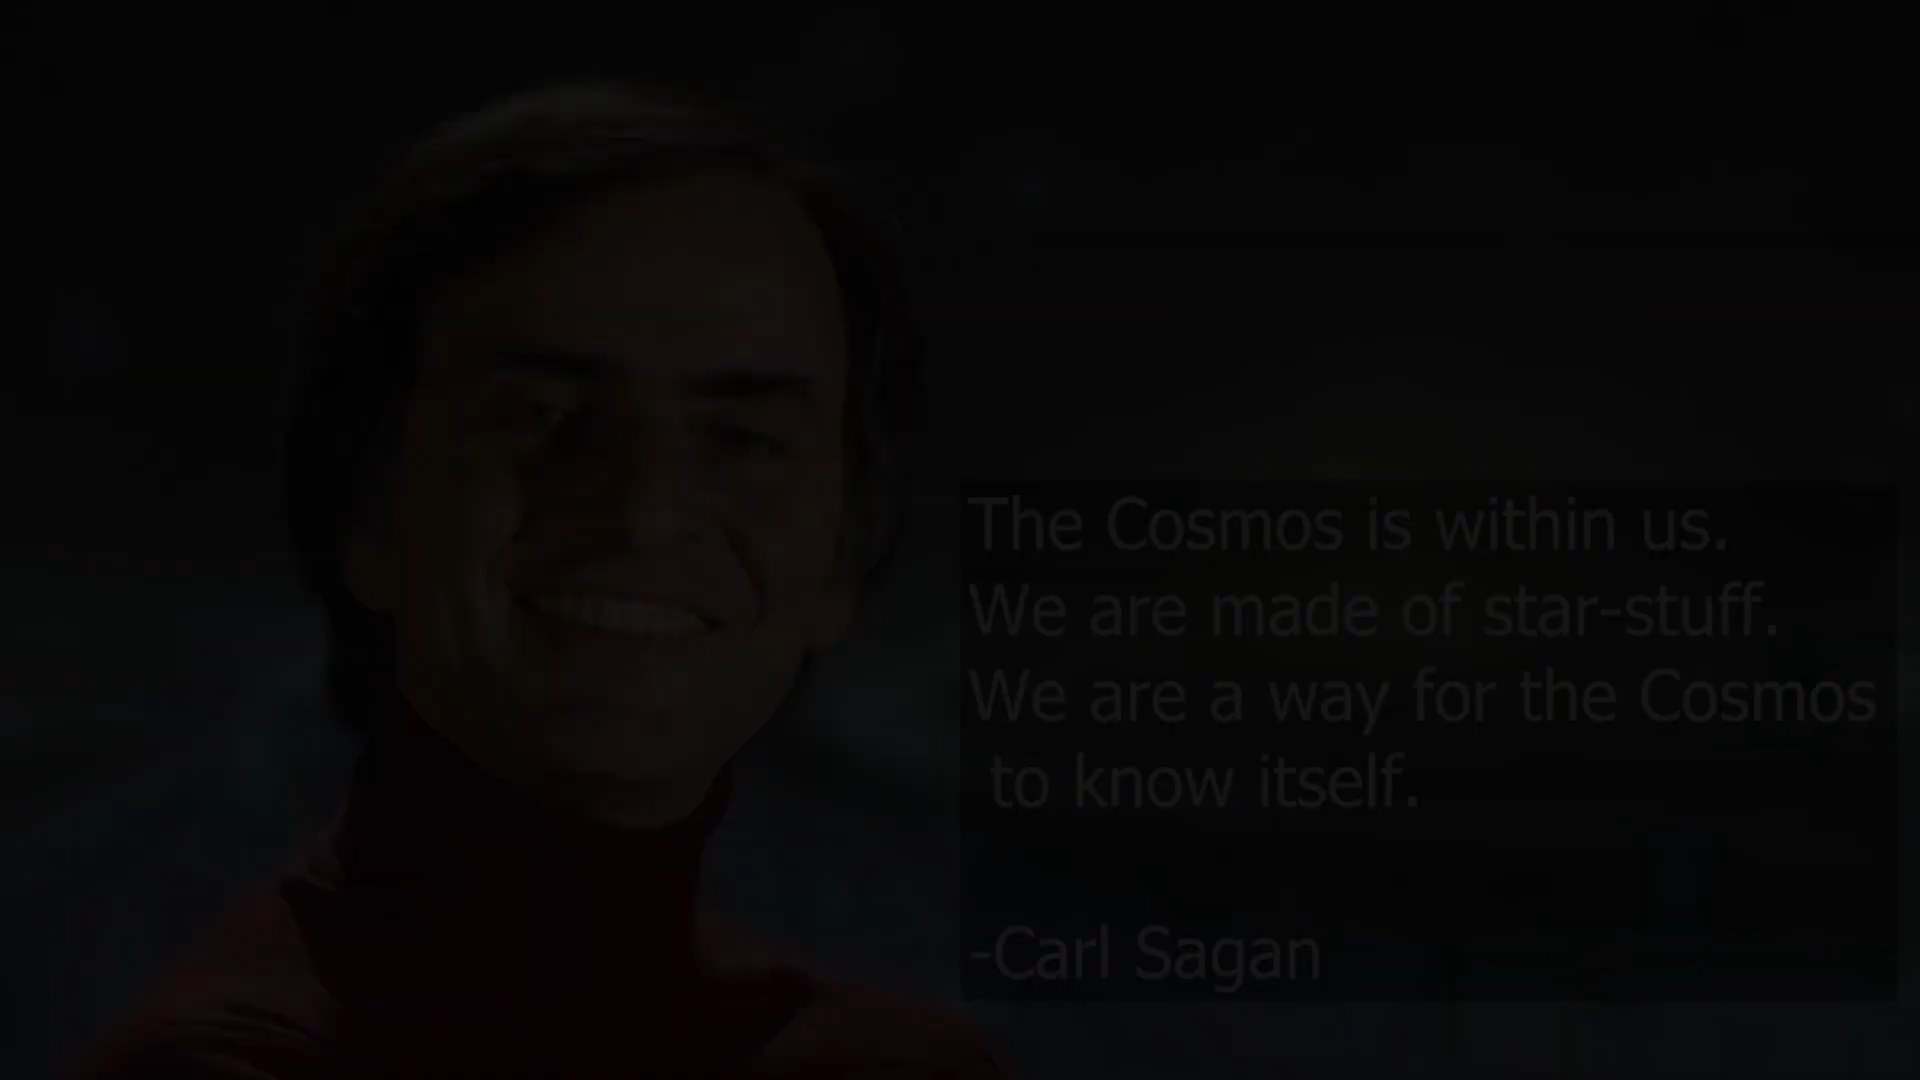 The Cosmos is within us.
We are made of star-stuff.
We are a way for the Cosmos
to know itself.
-Carl Sagan